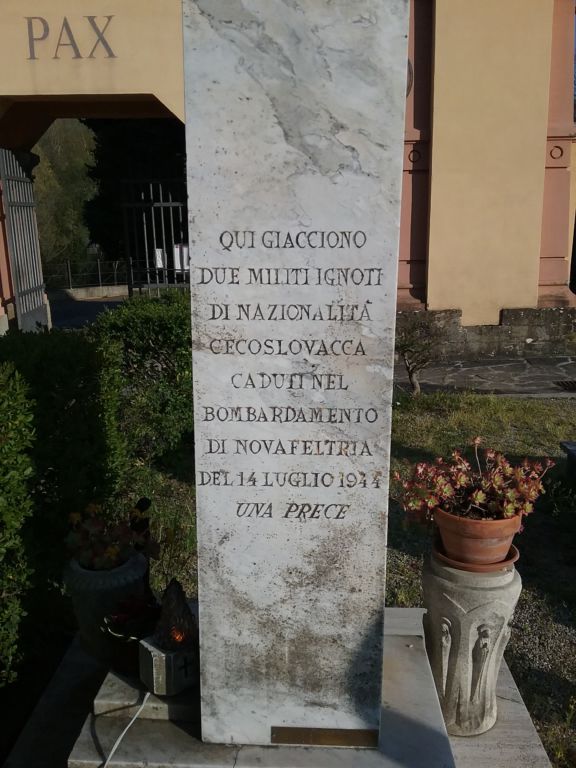 PAX
QUI GIACCIONO
DUE MILITI IGNOTI
DI NAZIONALITÀ
CECOSLOVACCA
CADUTI NEL
BOMBARDAMENTO
DI NOVAFELTRIA
DEL 14 LUGLIO 1944
UNA PRECE